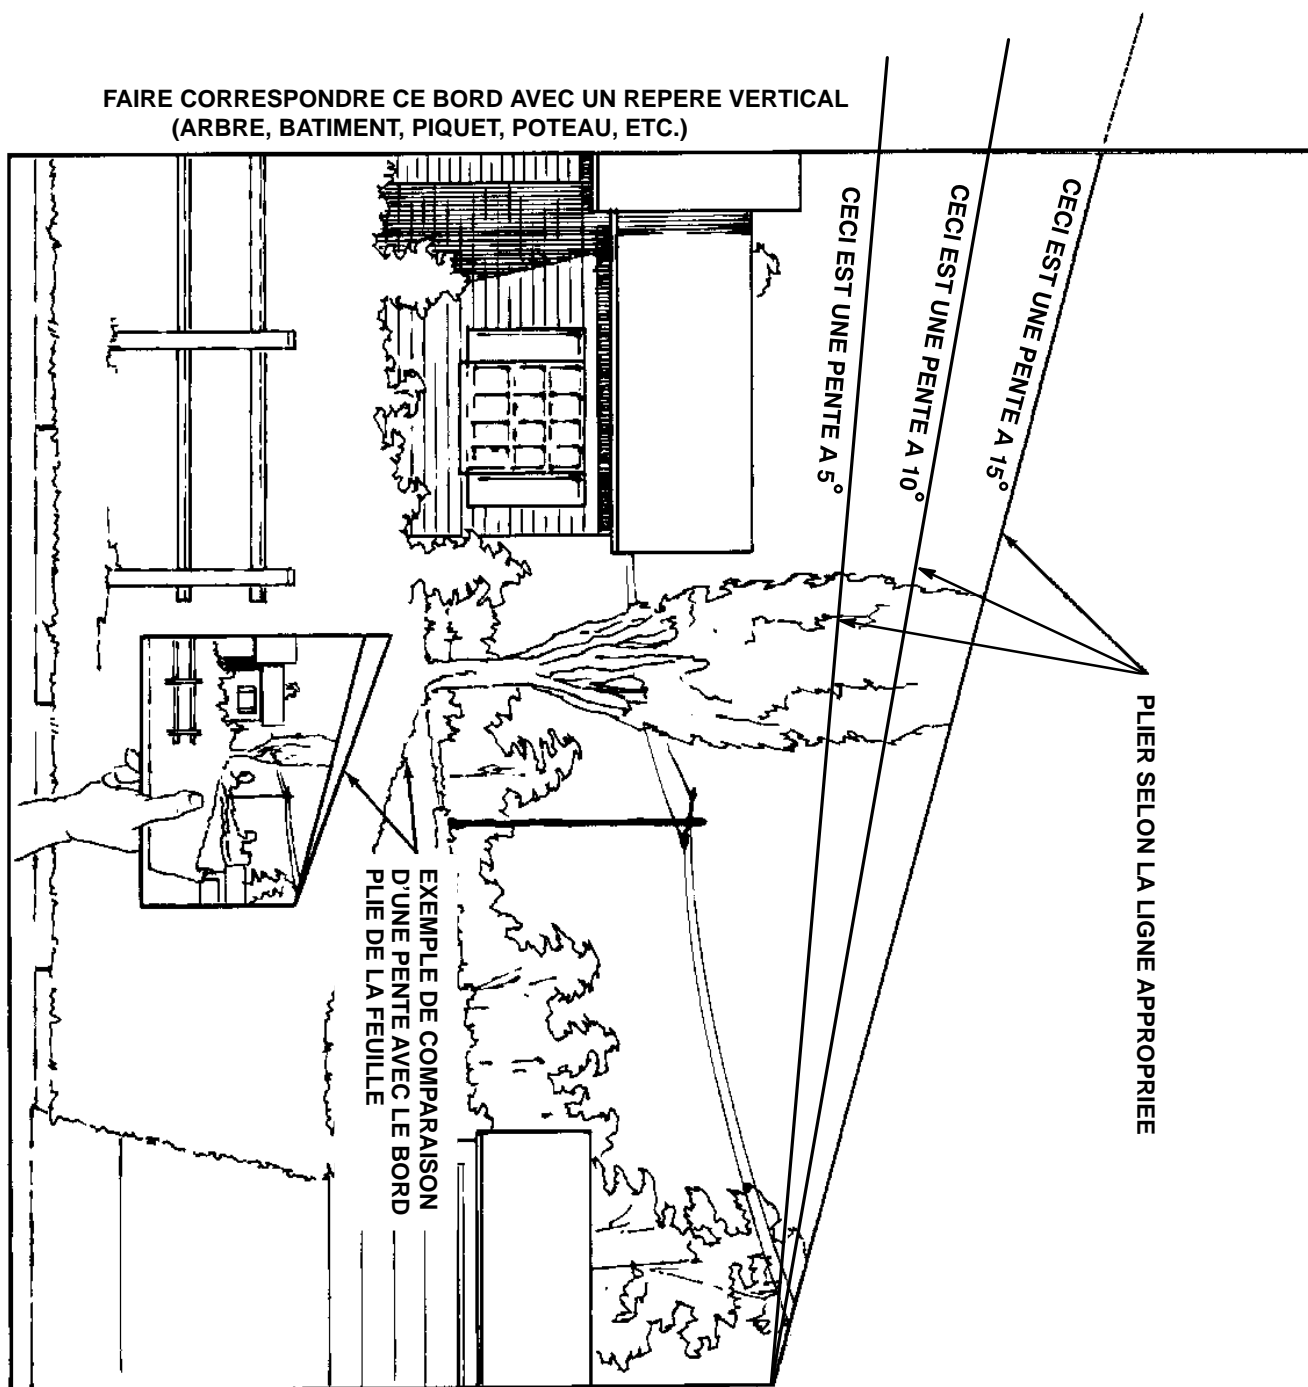 FAIRE CORRESPONDRE CE BORD AVEC UN REPERE VERTICAL
(ARBRE, BATIMENT, PIQUET, POTEAU, ETC.)
CECI EST UNE PENTE A 5°
CECI EST UNE PENTE A 10°
CECI EST UNE PENTE A 15°
PLIER SELON LA LIGNE APPROPRIEE
EXEMPLE DE COMPARAISON
D'UNE PENTE AVEC LE BORD
PLIE DE LA FEUILLE